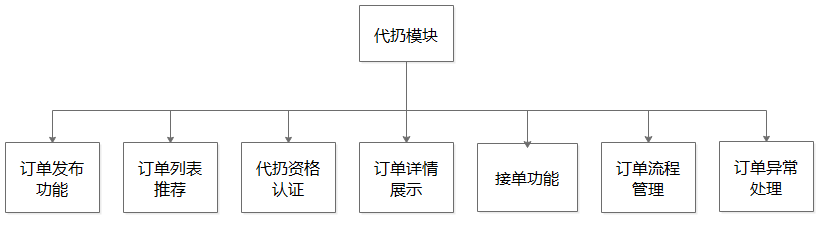 代扔模块
订单发布
功能
订单列表
推荐
代扔资格
认证
订单详情
展示
接单功能
订单流程
管理
订单异常
处理